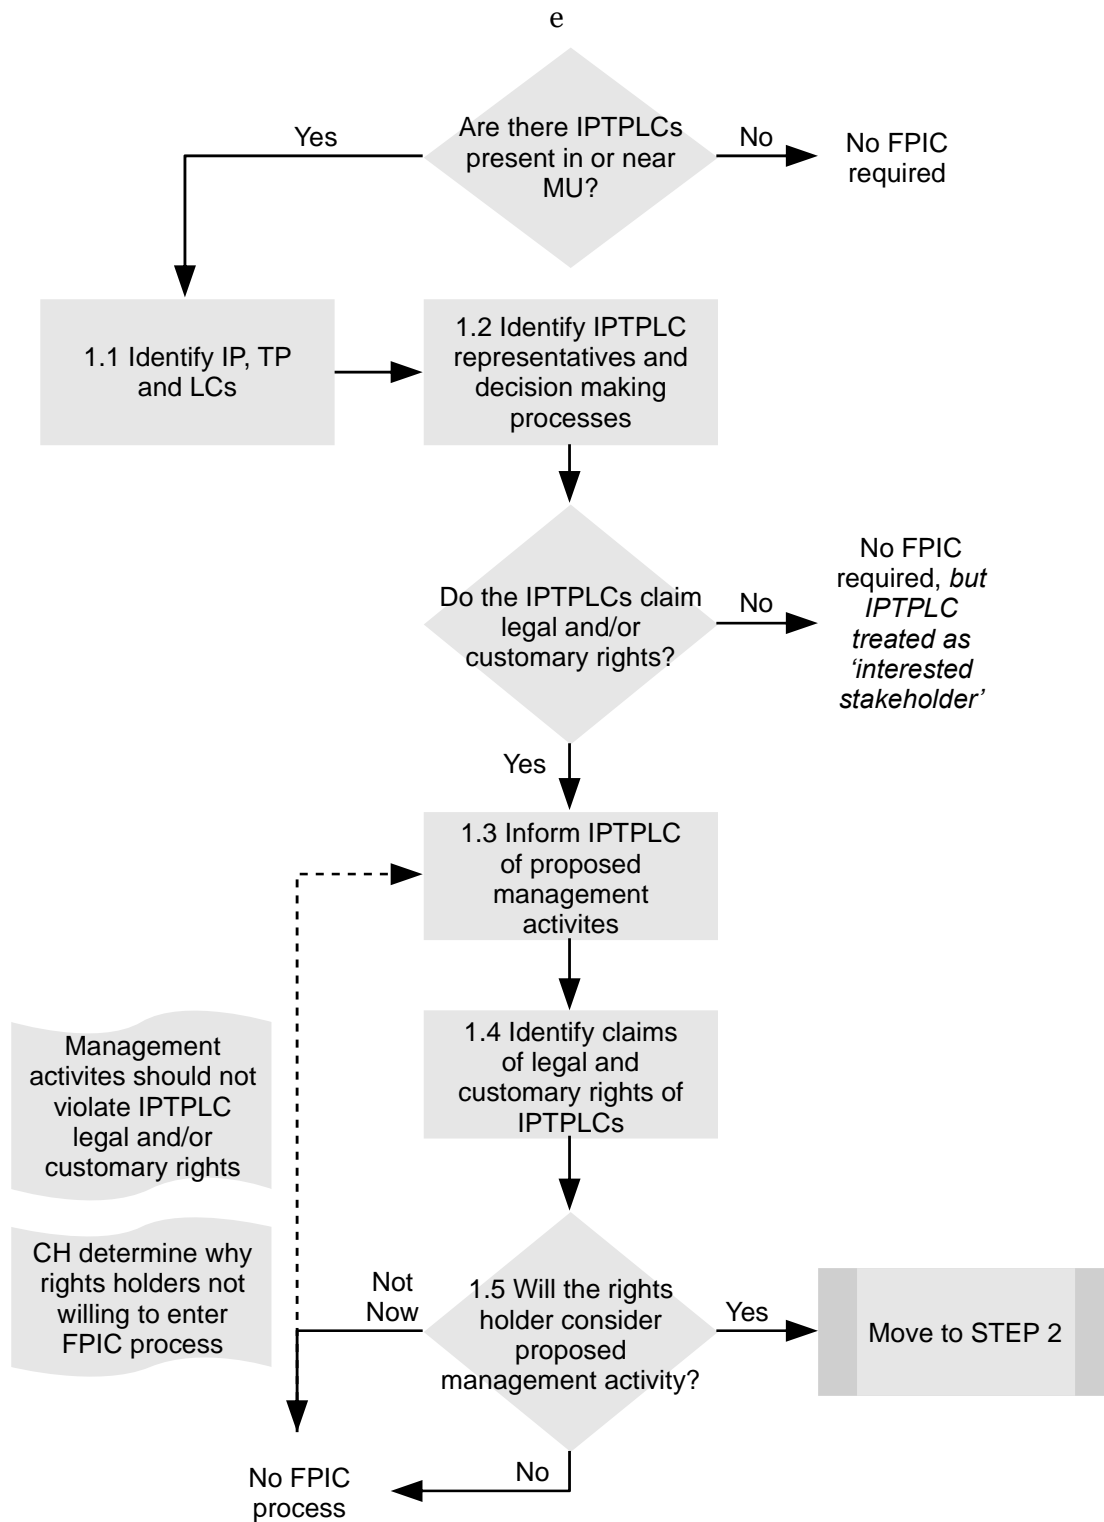 e
Are there IPTPLCs
present in or near
MU?
Yes
No
No FPIC
required
1.1 Identify IP, TP
and LCs
1.2 Identify IPTPLC
representatives and
decision making
processes
Do the IPTPLCs claim
legal and/or
customary rights?
No
No FPIC
required, but
IPTPLC
treated as
‘interested
stakeholder’
Yes
1.3 Inform IPTPLC
of proposed
management
activites
1.4 Identify claims
of legal and
customary rights of
IPTPLCs
Management
activites should not
violate IPTPLC
legal and/or
customary rights
CH determine why
rights holders not
willing to enter
FPIC process
Not
Now
1.5 Will the rights
holder consider
proposed
management activity?
Yes
Move to STEP 2
No
No FPIC
process